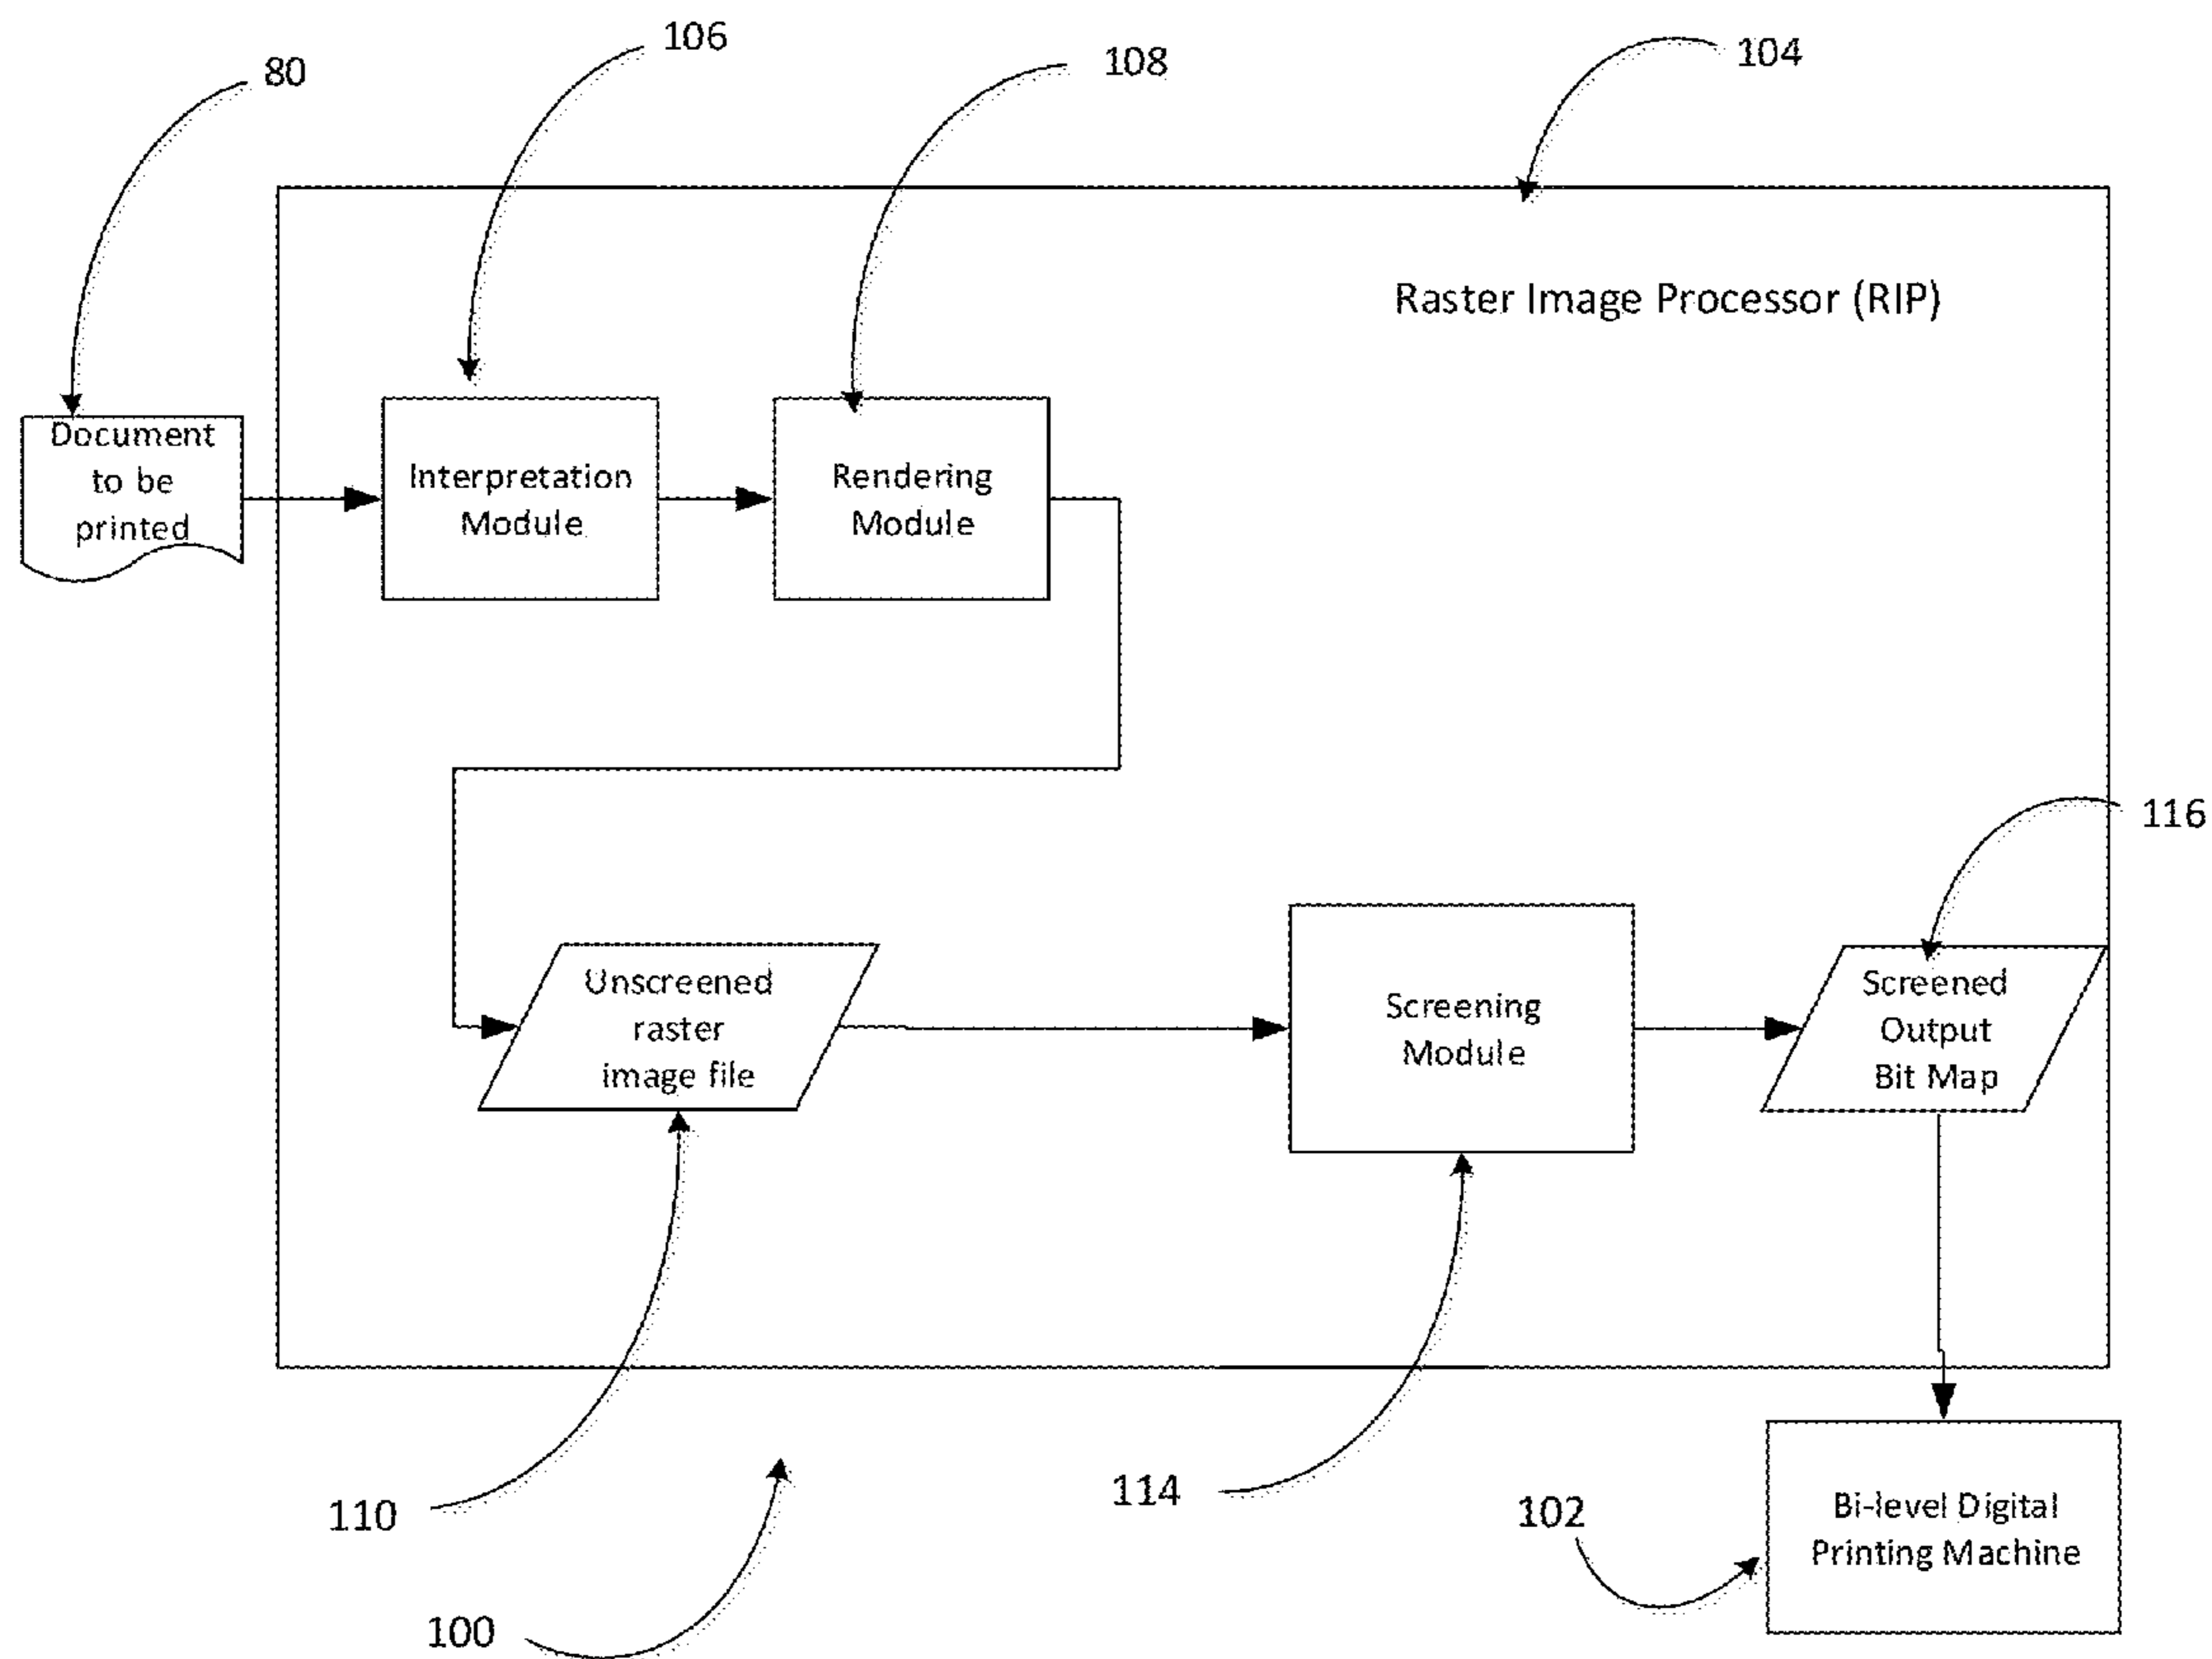 106
108
104
80
Raster Image Processor (RIP)
Document
to be
printed
Interpretation
Module
Rendering
Module
116
Unscreened
raster
image file
Screening
Module
Screened
Output
Bit Map
110
114
102
Bi-level Digital
Printing Machine
100